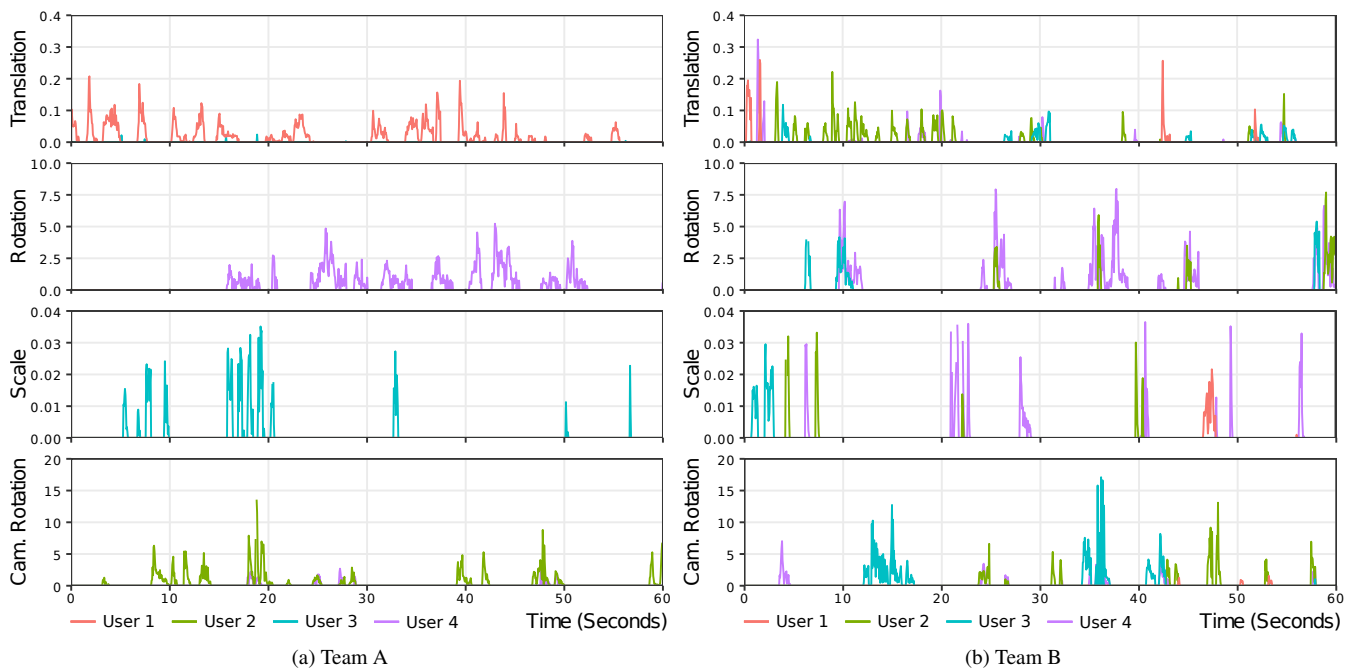 0.4
0.3
0.2
0.1
0.0
Translation
10.0
7.5
5.0
2.5
0.0
Rotation
0.04
0.03
0.02
0.01
0.00
Scale
20
15
10
5
0
Cam. Rotation
0 10 20 30 40 50 60
User 1 User 2 User 3 User 4 Time (Seconds)
(a) Team A
0.4
0.3
0.2
0.1
0.0
Translation
10.0
7.5
5.0
2.5
0.0
Rotation
0.04
0.03
0.02
0.01
0.00
Scale
20
15
10
5
0
Cam. Rotation
0 10 20 30 40 50 60
User 1 User 2 User 3 User 4 Time (Seconds)
(b) Team B